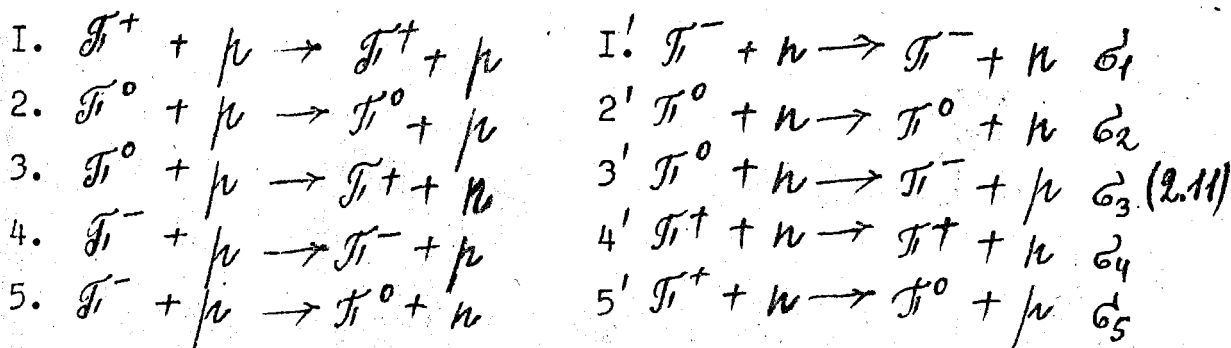 I. π⁺ + p → π⁺ + p I'. π⁻ + n → π⁻ + n σ₁
2. π⁰ + p → π⁰ + p 2' π⁰ + n → π⁰ + n σ₂
3. π⁰ + p → π⁺ + n 3' π⁰ + n → π⁻ + p σ₃ (2.11)
4. π⁻ + p → π⁻ + p 4' π⁺ + n → π⁺ + n σ₄
5. π⁻ + p → π⁰ + n 5' π⁺ + n → π⁰ + p σ₅